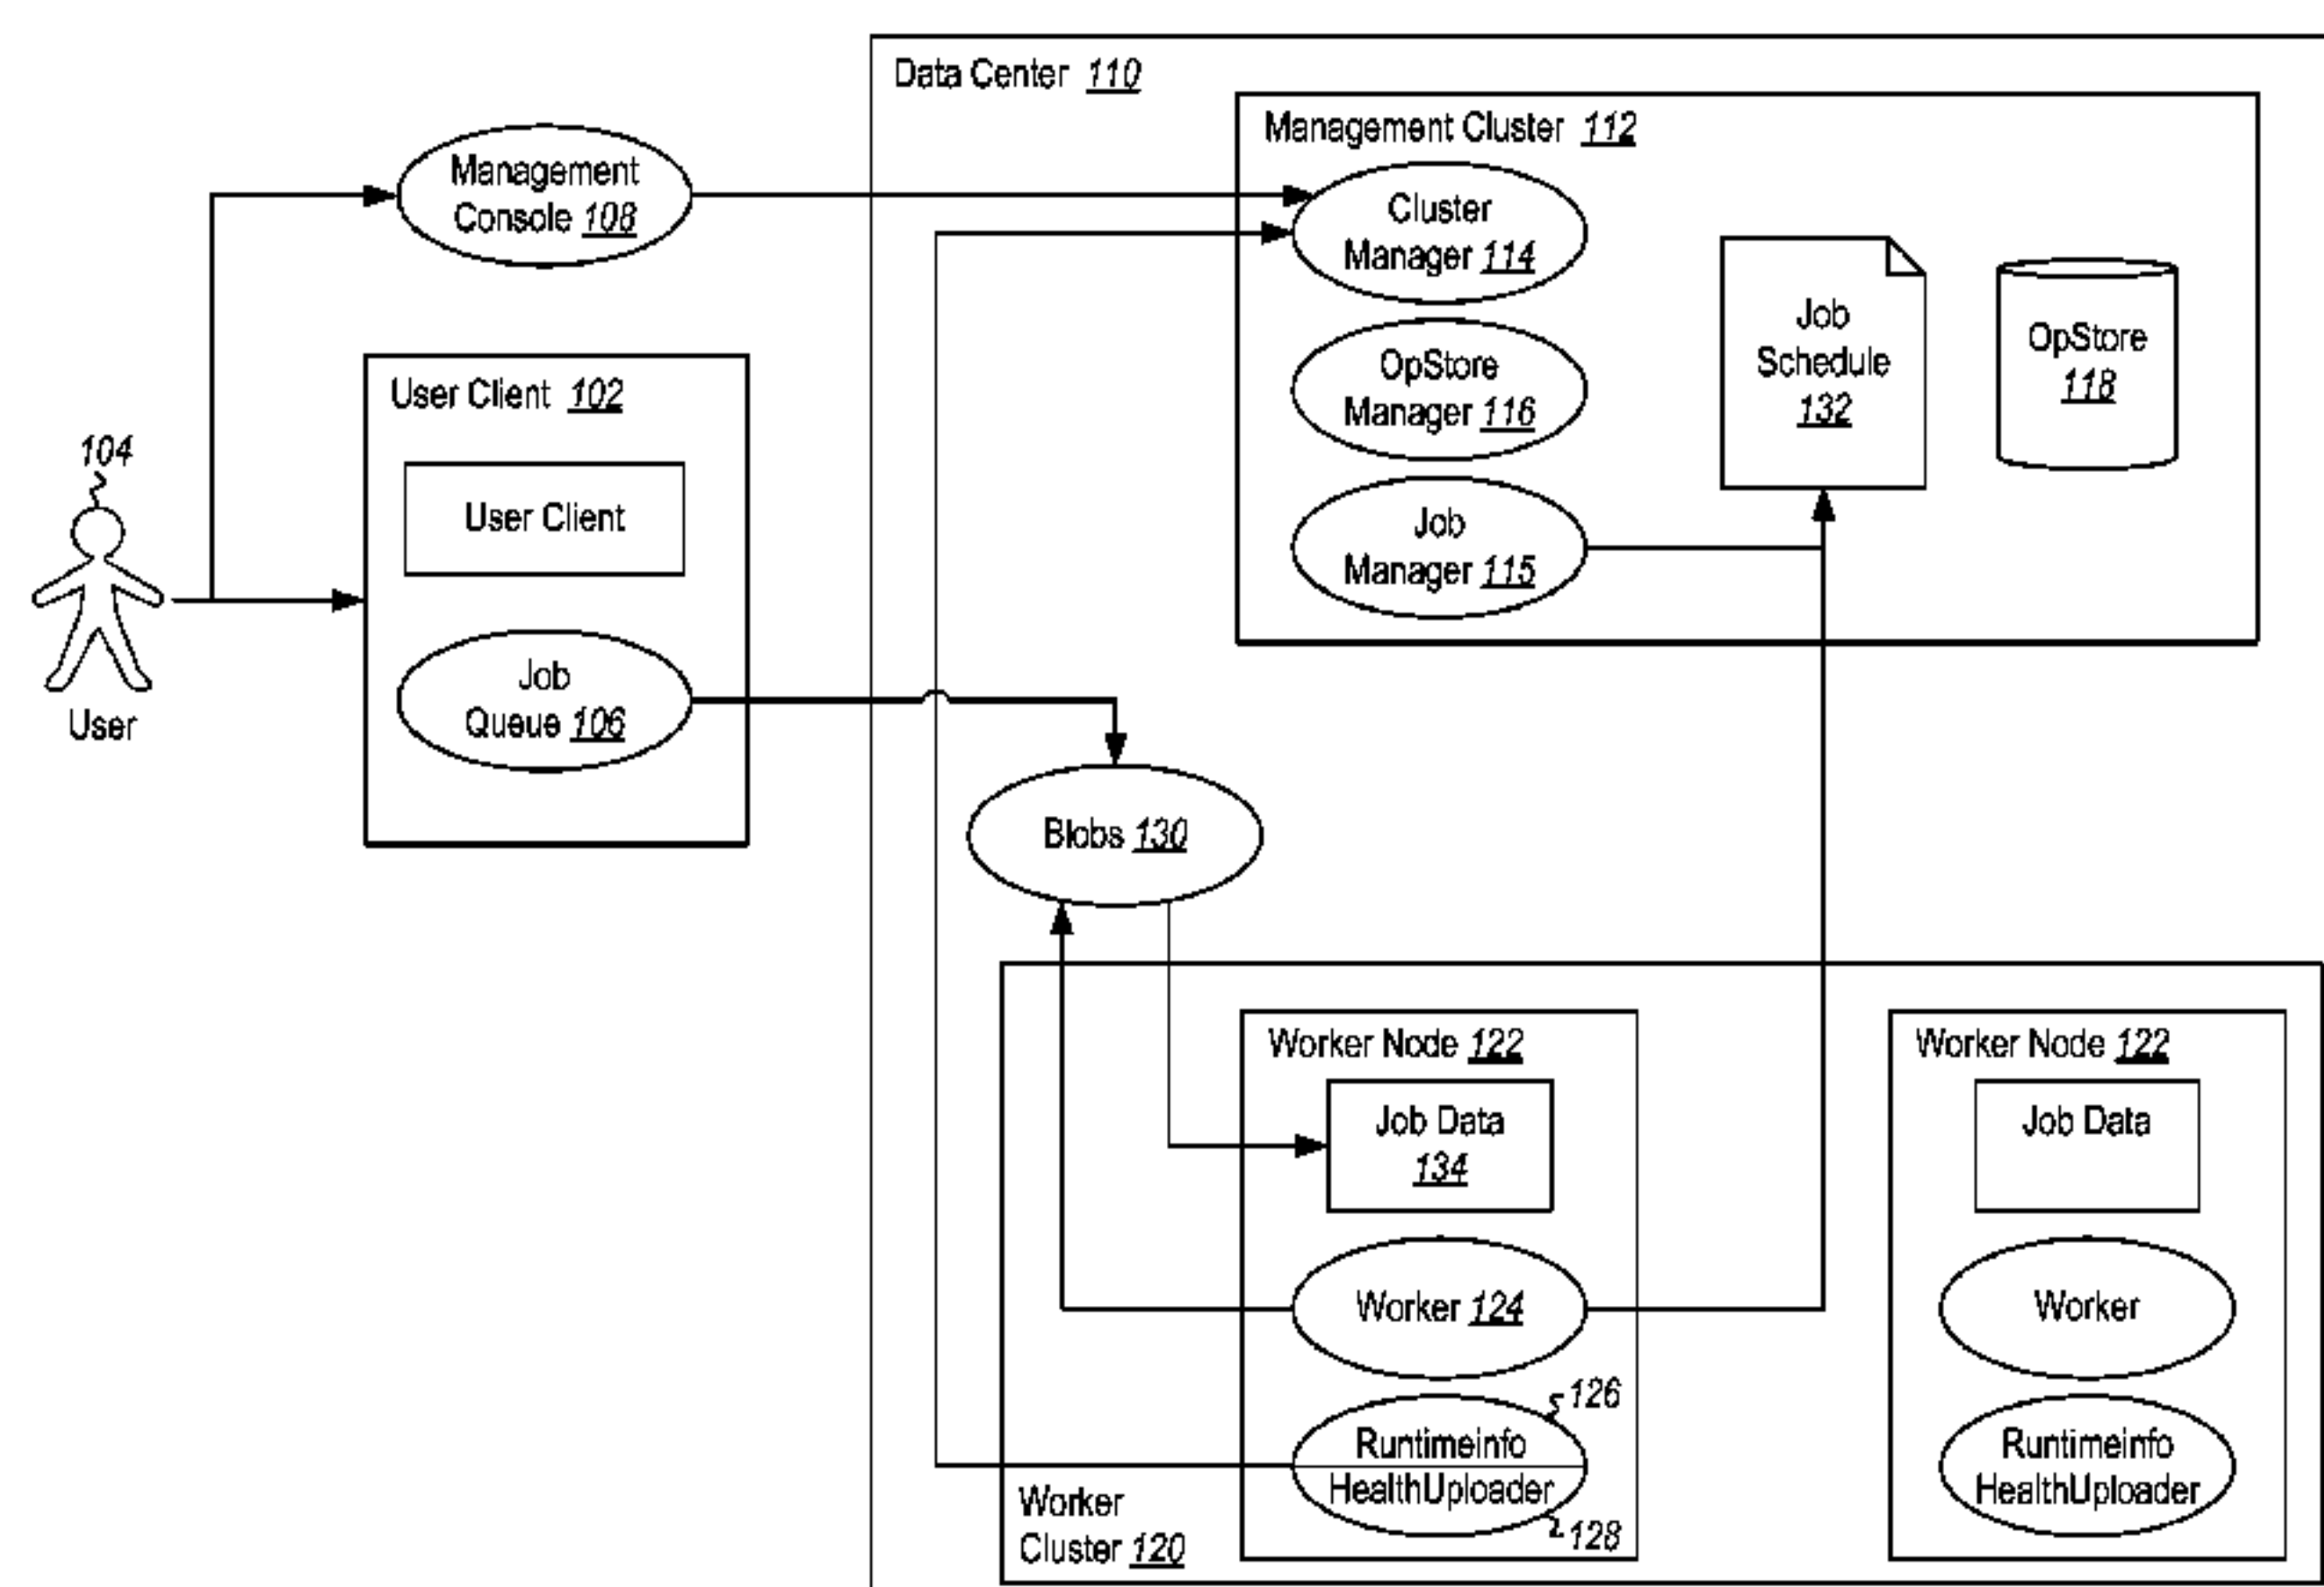 Data Center 110
Management Cluster 112
Management
Console 108
Cluster
Manager 114
OpStore
Manager 116
Job
Manager 115
Job
Schedule
132
OpStore
118
User Client 102
User Client
Job
Queue 106
104
User
Blobs 130
Worker Node 122
Job Data
134
Worker 124
126
Runtimeinfo
HealthUploader
128
Worker
Cluster 120
Worker Node 122
Job Data
Worker
Runtimeinfo
HealthUploader